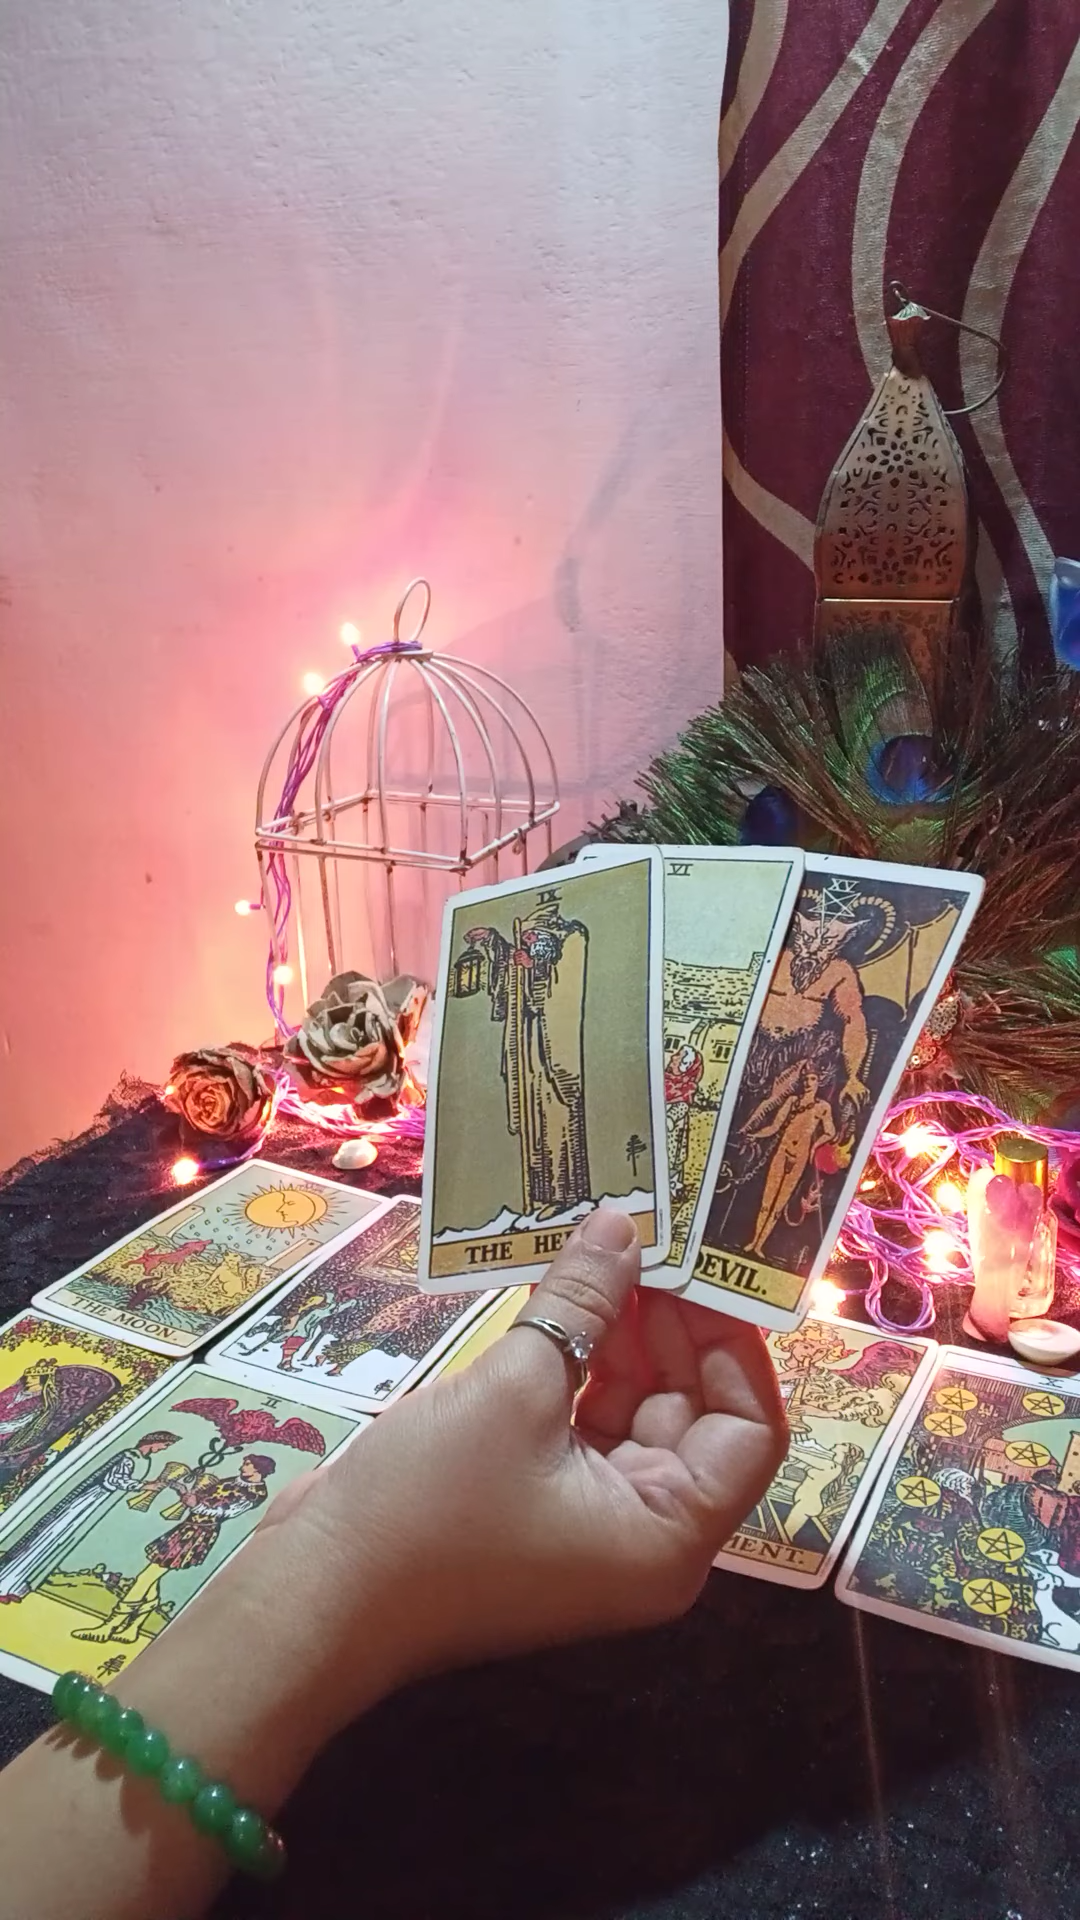 IX
VI
XV
THE HE
DEVIL.
THE MOON.
II
X
MENT.